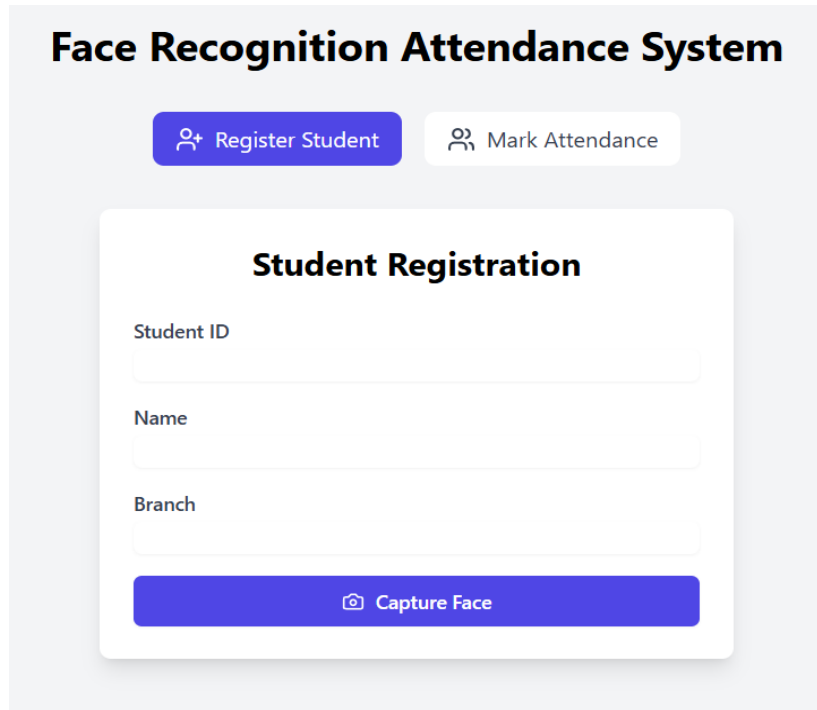 Face Recognition Attendance System
Register Student Mark Attendance
Student Registration
Student ID
Name
Branch
Capture Face